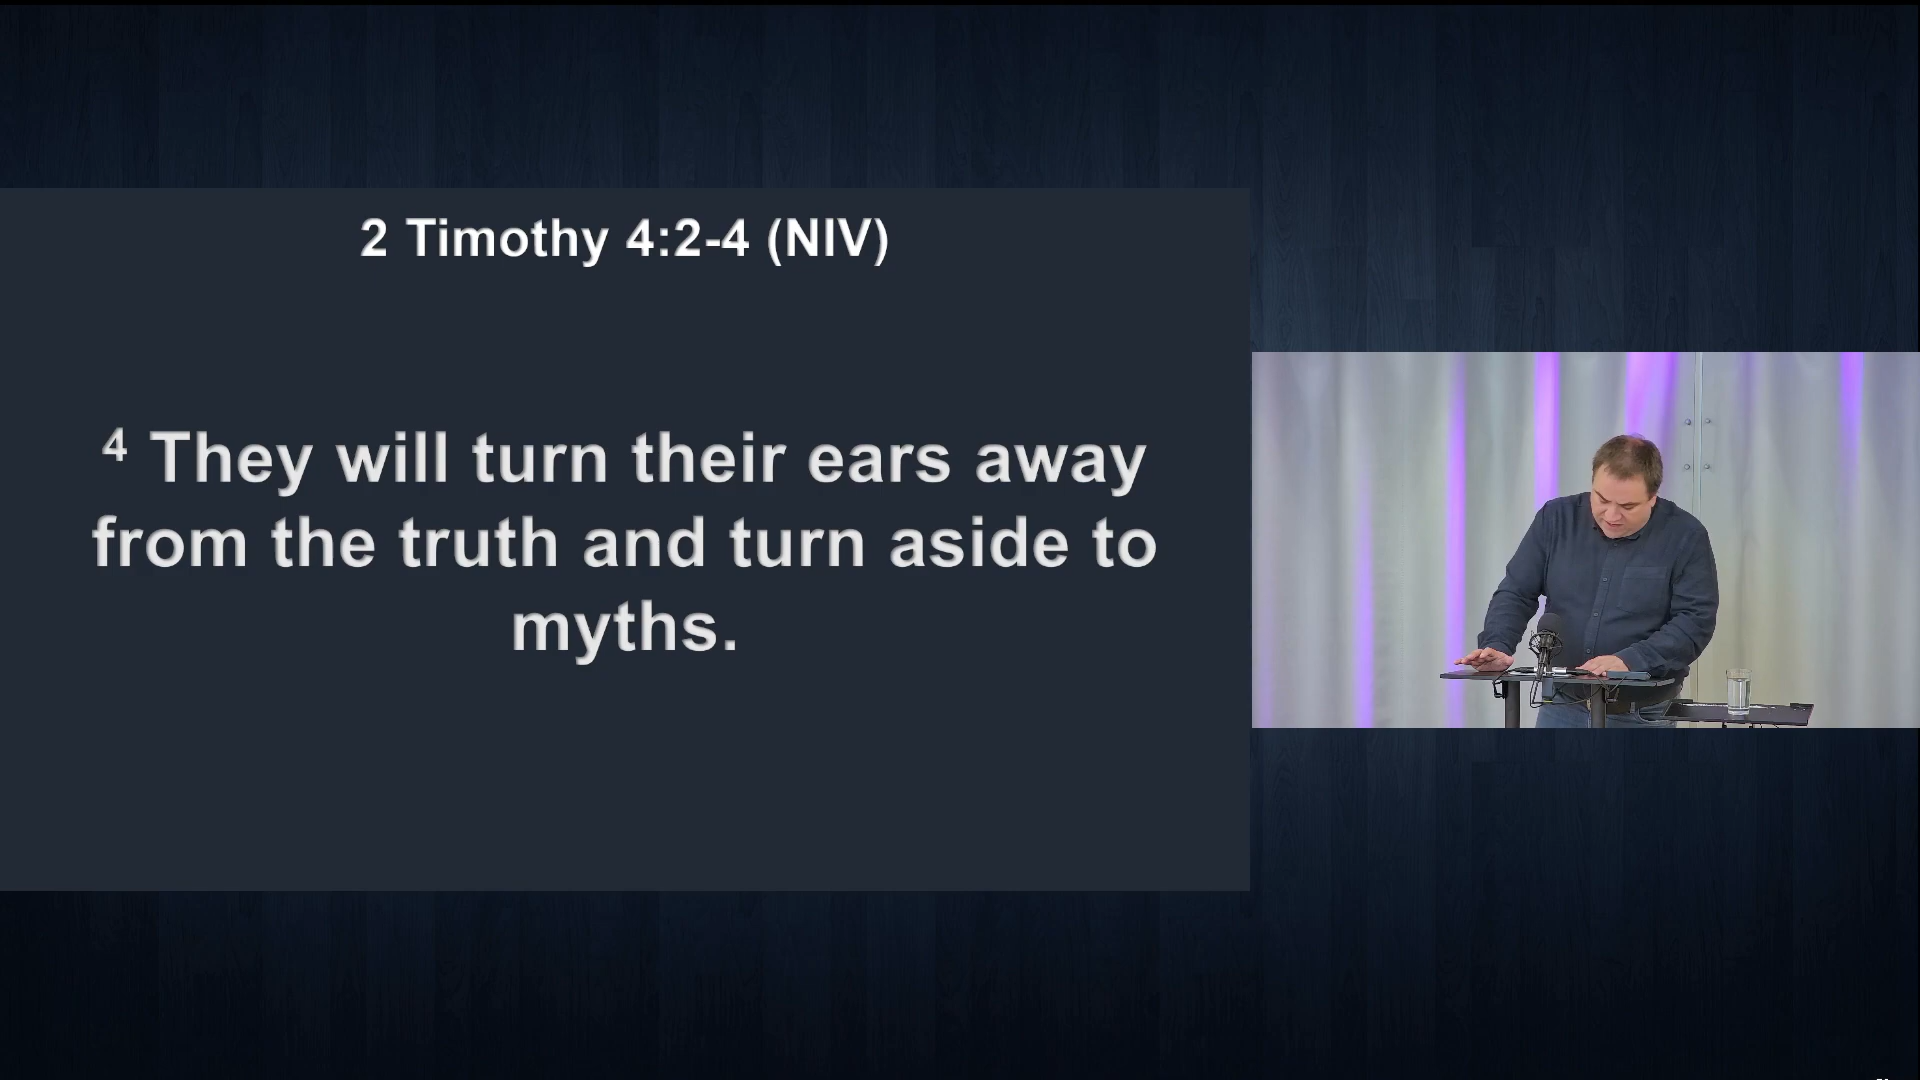 2 Timothy 4:2-4 (NIV)
⁴ They will turn their ears away
from the truth and turn aside to
myths.